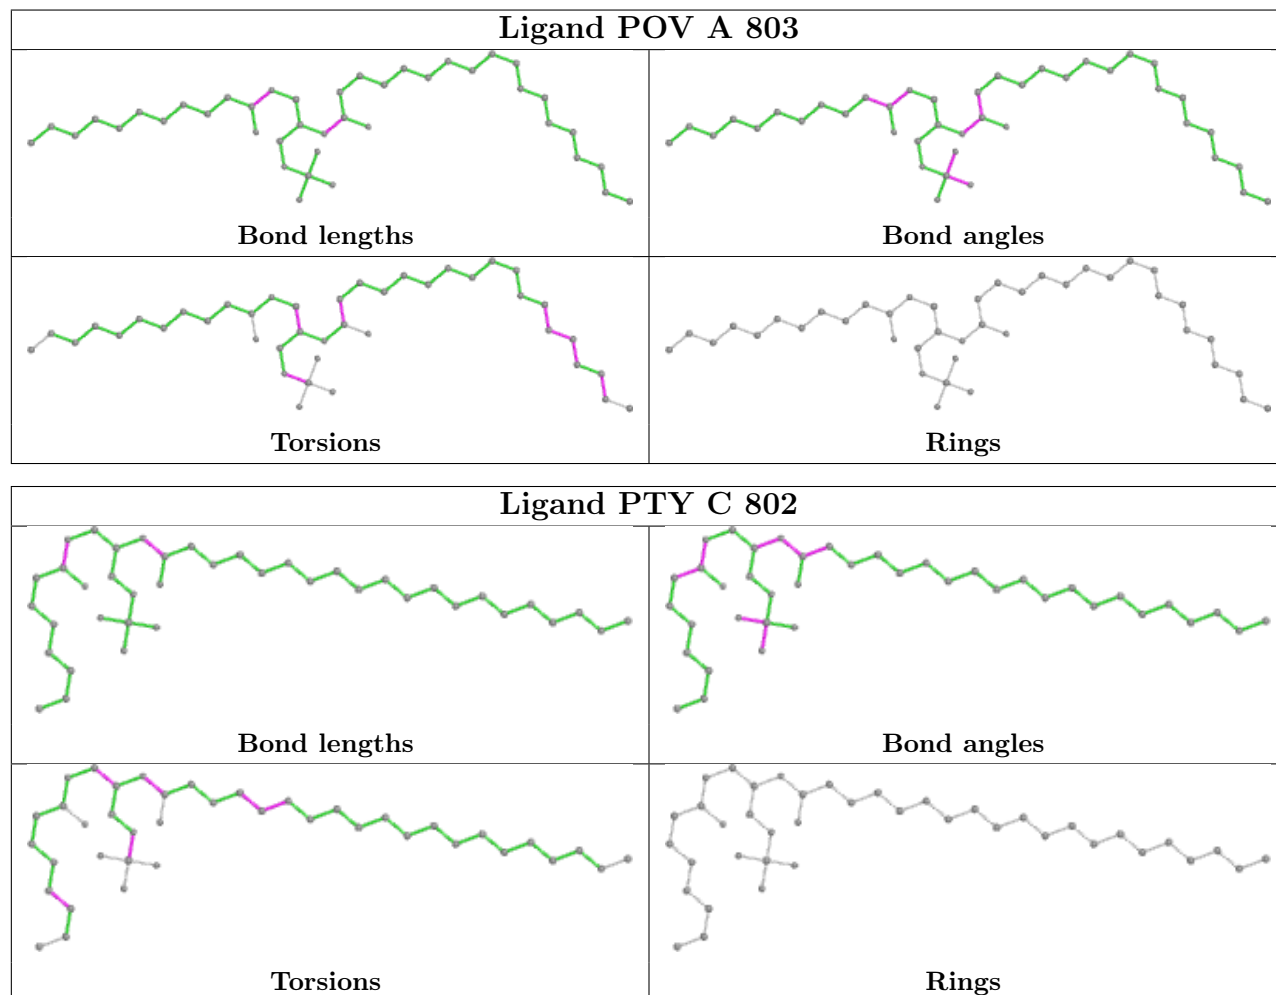 Ligand POV A 803
Bond lengths
Bond angles
Torsions
Rings
Ligand PTY C 802
Bond lengths
Bond angles
Torsions
Rings